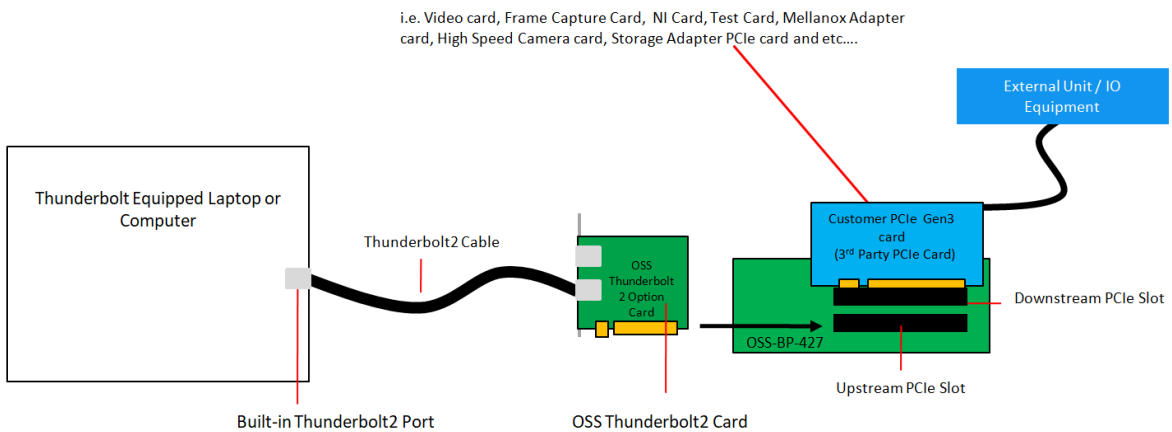 i.e. Video card, Frame Capture Card, NI Card, Test Card, Mellanox Adapter
card, High Speed Camera card, Storage Adapter PCIe card and etc....
External Unit / IO
Equipment
Thunderbolt Equipped Laptop or
Computer
Thunderbolt2 Cable
OSS
Thunderbolt
2 Option
Card
Customer PCIe Gen3
card
(3rd Party PCIe Card)
Downstream PCIe Slot
OSS-BP-427
Upstream PCIe Slot
Built-in Thunderbolt2 Port
OSS Thunderbolt2 Card